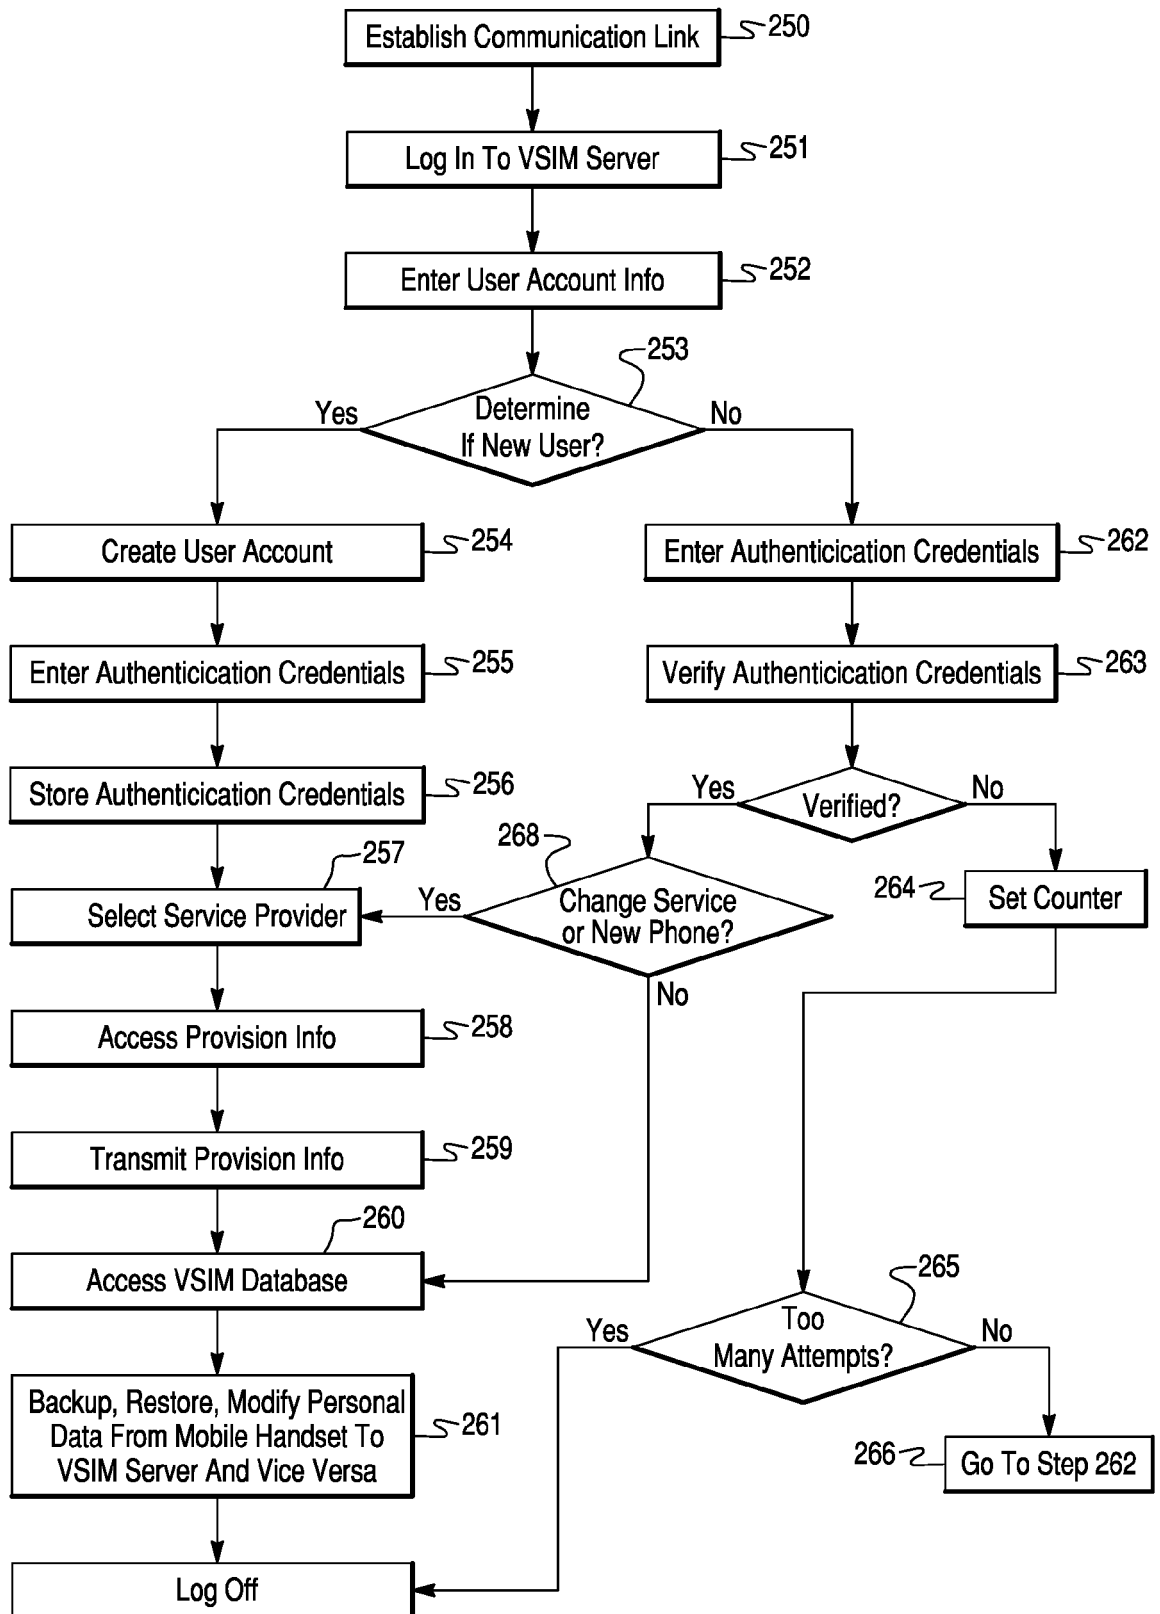 Establish Communication Link
250
Log In To VSIM Server
251
Enter User Account Info
252
253
Determine
If New User?
Yes
No
Create User Account
254
Enter Authenticication Credentials
262
Enter Authenticication Credentials
255
Verify Authenticication Credentials
263
Store Authenticication Credentials
256
Yes
Verified?
No
257
Select Service Provider
268
Yes
Change Service
or New Phone?
No
264
Set Counter
Access Provision Info
258
Transmit Provision Info
259
260
Access VSIM Database
265
Yes
Too
Many Attempts?
No
Backup, Restore, Modify Personal
Data From Mobile Handset To
VSIM Server And Vice Versa
261
266
Go To Step 262
Log Off